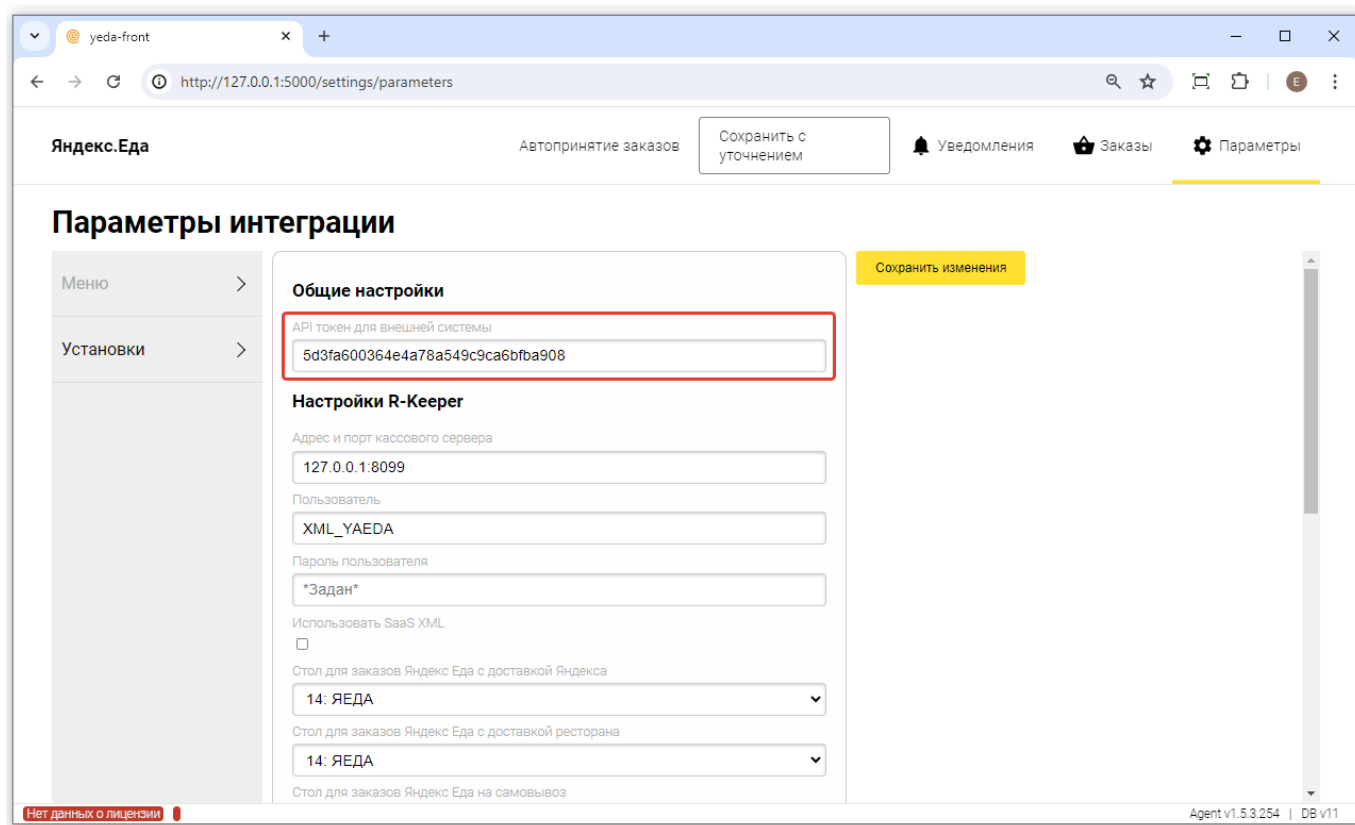 yeda-front
http://127.0.0.1:5000/settings/parameters
E
Яндекс.Еда
Автопринятие заказов
Сохранить с
уточнением
Уведомления
Заказы
Параметры
Параметры интеграции
Меню
Установки
Общие настройки
API токен для внешней системы
5d3fa600364e4a78a549c9ca6bfba908
Настройки R-Keeper
Адрес и порт кассового сервера
127.0.0.1:8099
Пользователь
XML_YAEDA
Пароль пользователя
*Задан*
Использовать SaaS XML
Стол для заказов Яндекс Еда с доставкой Яндекса
14: ЯЕДА
Стол для заказов Яндекс Еда с доставкой ресторана
14: ЯЕДА
Стол для заказов Яндекс Еда на самовывоз
Сохранить изменения
Нет данных о лицензии
Agent v1.5.3.254 | DB v11